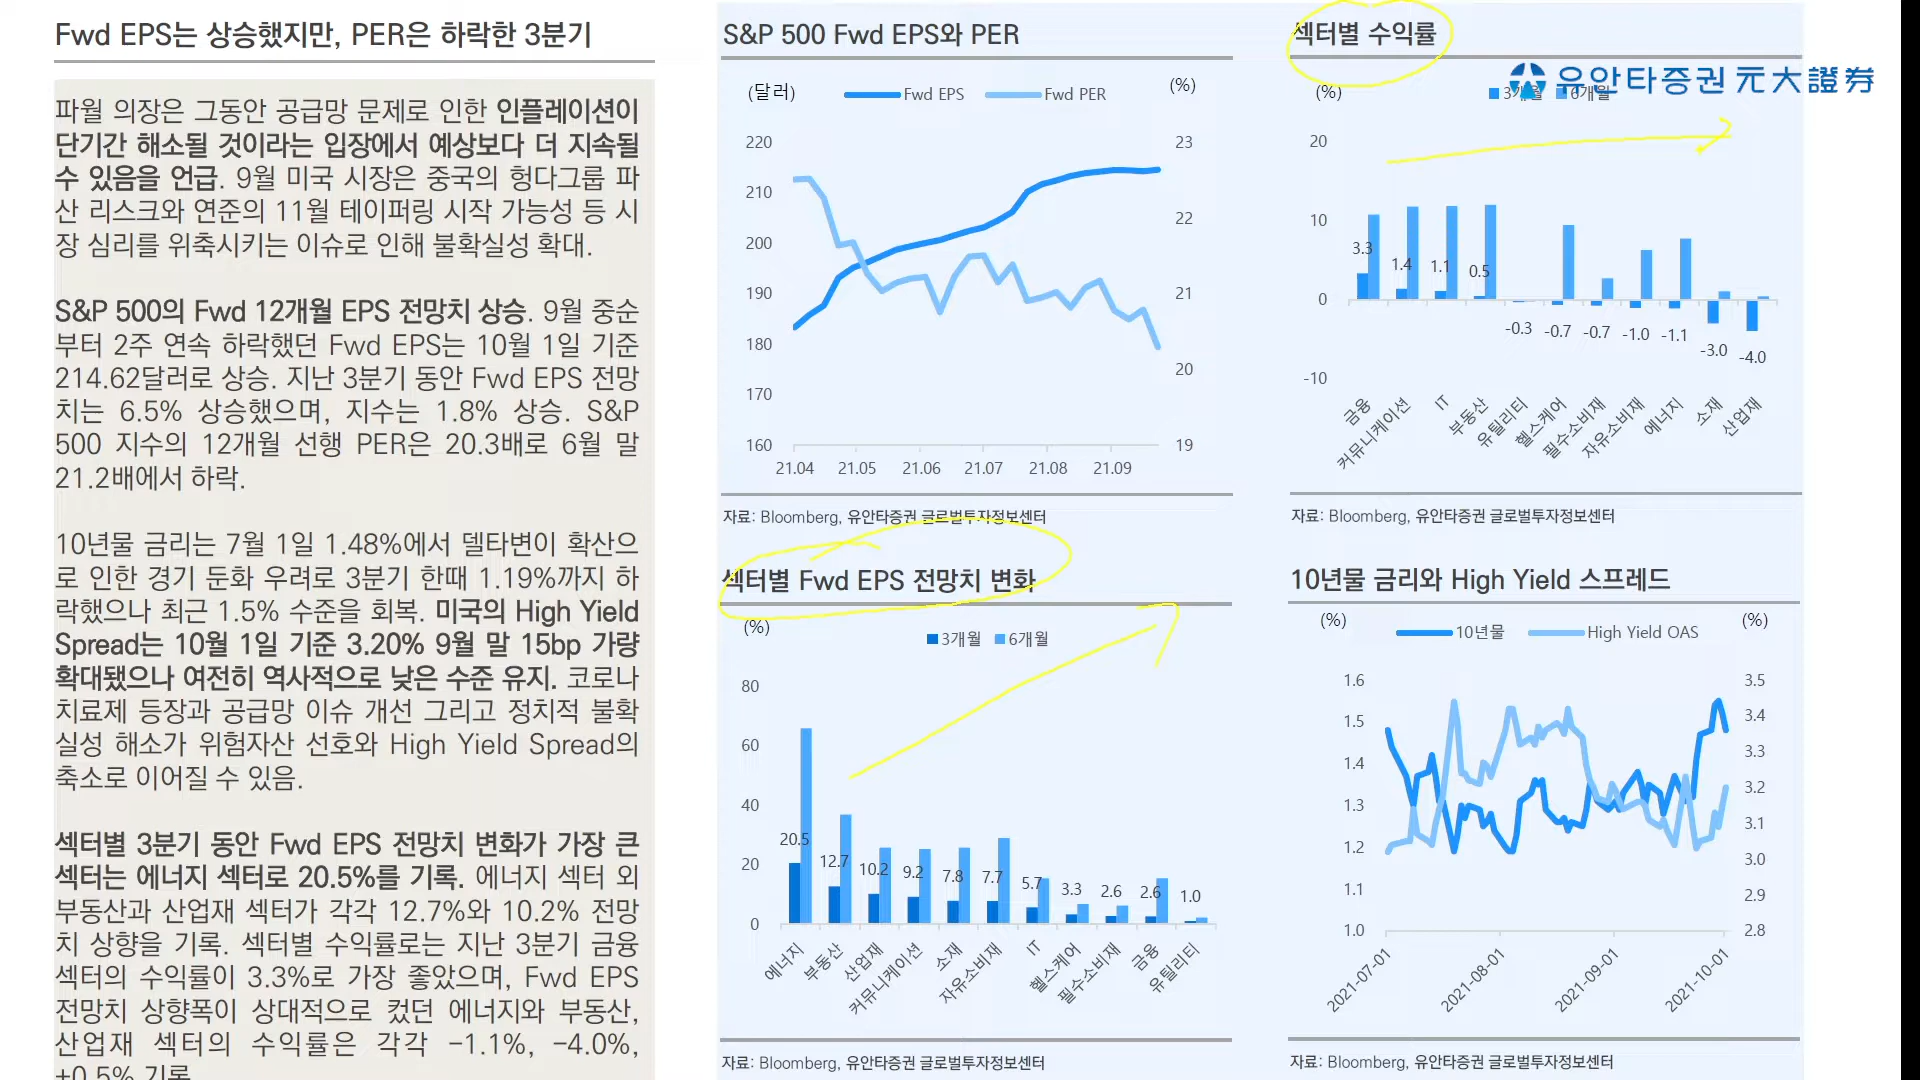 Fwd EPS는 상승했지만, PER은 하락한 3분기
파월 의장은 그동안 공급망 문제로 인한 인플레이션이
단기간 해소될 것이라는 입장에서 예상보다 더 지속될
수 있음을 언급. 9월 미국 시장은 중국의 헝다그룹 파
산 리스크와 연준의 11월 테이퍼링 시작 가능성 등 시
장 심리를 위축시키는 이슈로 인해 불확실성 확대.
S&P 500의 Fwd 12개월 EPS 전망치 상승. 9월 중순
부터 2주 연속 하락했던 Fwd EPS는 10월 1일 기준
214.62달러로 상승. 지난 3분기 동안 Fwd EPS 전망
치는 6.5% 상승했으며, 지수는 1.8% 상승. S&P
500 지수의 12개월 선행 PER은 20.3배로 6월 말
21.2배에서 하락.
10년물 금리는 7월 1일 1.48%에서 델타변이 확산으
로 인한 경기 둔화 우려로 3분기 한때 1.19%까지 하
락했으나 최근 1.5% 수준을 회복. 미국의 High Yield
Spread는 10월 1일 기준 3.20% 9월 말 15bp 가량
확대됐으나 여전히 역사적으로 낮은 수준 유지. 코로나
치료제 등장과 공급망 이슈 개선 그리고 정치적 불확
실성 해소가 위험자산 선호와 High Yield Spread의
축소로 이어질 수 있음.
섹터별 3분기 동안 Fwd EPS 전망치 변화가 가장 큰
섹터는 에너지 섹터로 20.5%를 기록. 에너지 섹터 외
부동산과 산업재 섹터가 각각 12.7%와 10.2% 전망
치 상향을 기록. 섹터별 수익률로는 지난 3분기 금융
섹터의 수익률이 3.3%로 가장 좋았으며, Fwd EPS
전망치 상향폭이 상대적으로 컸던 에너지와 부동산,
산업재 섹터의 수익률은 각각 -1.1%, -4.0%,
+0.5% 기록
S&P 500 Fwd EPS와 PER
(달러) Fwd EPS Fwd PER (%)
220 23
210
200 22
190 21
180
170 20
160 19
21.04 21.05 21.06 21.07 21.08 21.09
자료: Bloomberg, 유안타증권 글로벌투자정보센터
섹터별 수익률
유안타증권 元大證券
(%) 3개월 6개월
20
10
0
-10
3.3 1.4 1.1 0.5 -0.3 -0.7 -0.7 -1.0 -1.1 -3.0 -4.0
금융 커뮤니케이션 IT 부동산 유틸리티 헬스케어 필수소비재 자유소비재 에너지 소재 산업재
자료: Bloomberg, 유안타증권 글로벌투자정보센터
섹터별 Fwd EPS 전망치 변화
(%) 3개월 6개월
80
60
40
20
0
20.5 12.7 10.2 9.2 7.8 7.7 5.7 3.3 2.6 2.6 1.0
에너지 부동산 산업재 커뮤니케이션 소재 자유소비재 IT 헬스케어 필수소비재 금융 유틸리티
자료: Bloomberg, 유안타증권 글로벌투자정보센터
10년물 금리와 High Yield 스프레드
(%) 10년물 High Yield OAS (%)
1.6 3.5
1.5 3.4
1.4 3.3
1.3 3.2
1.2 3.1
1.1 3.0
1.0 2.9
2.8
2021-07-01 2021-08-01 2021-09-01 2021-10-01
자료: Bloomberg, 유안타증권 글로벌투자정보센터